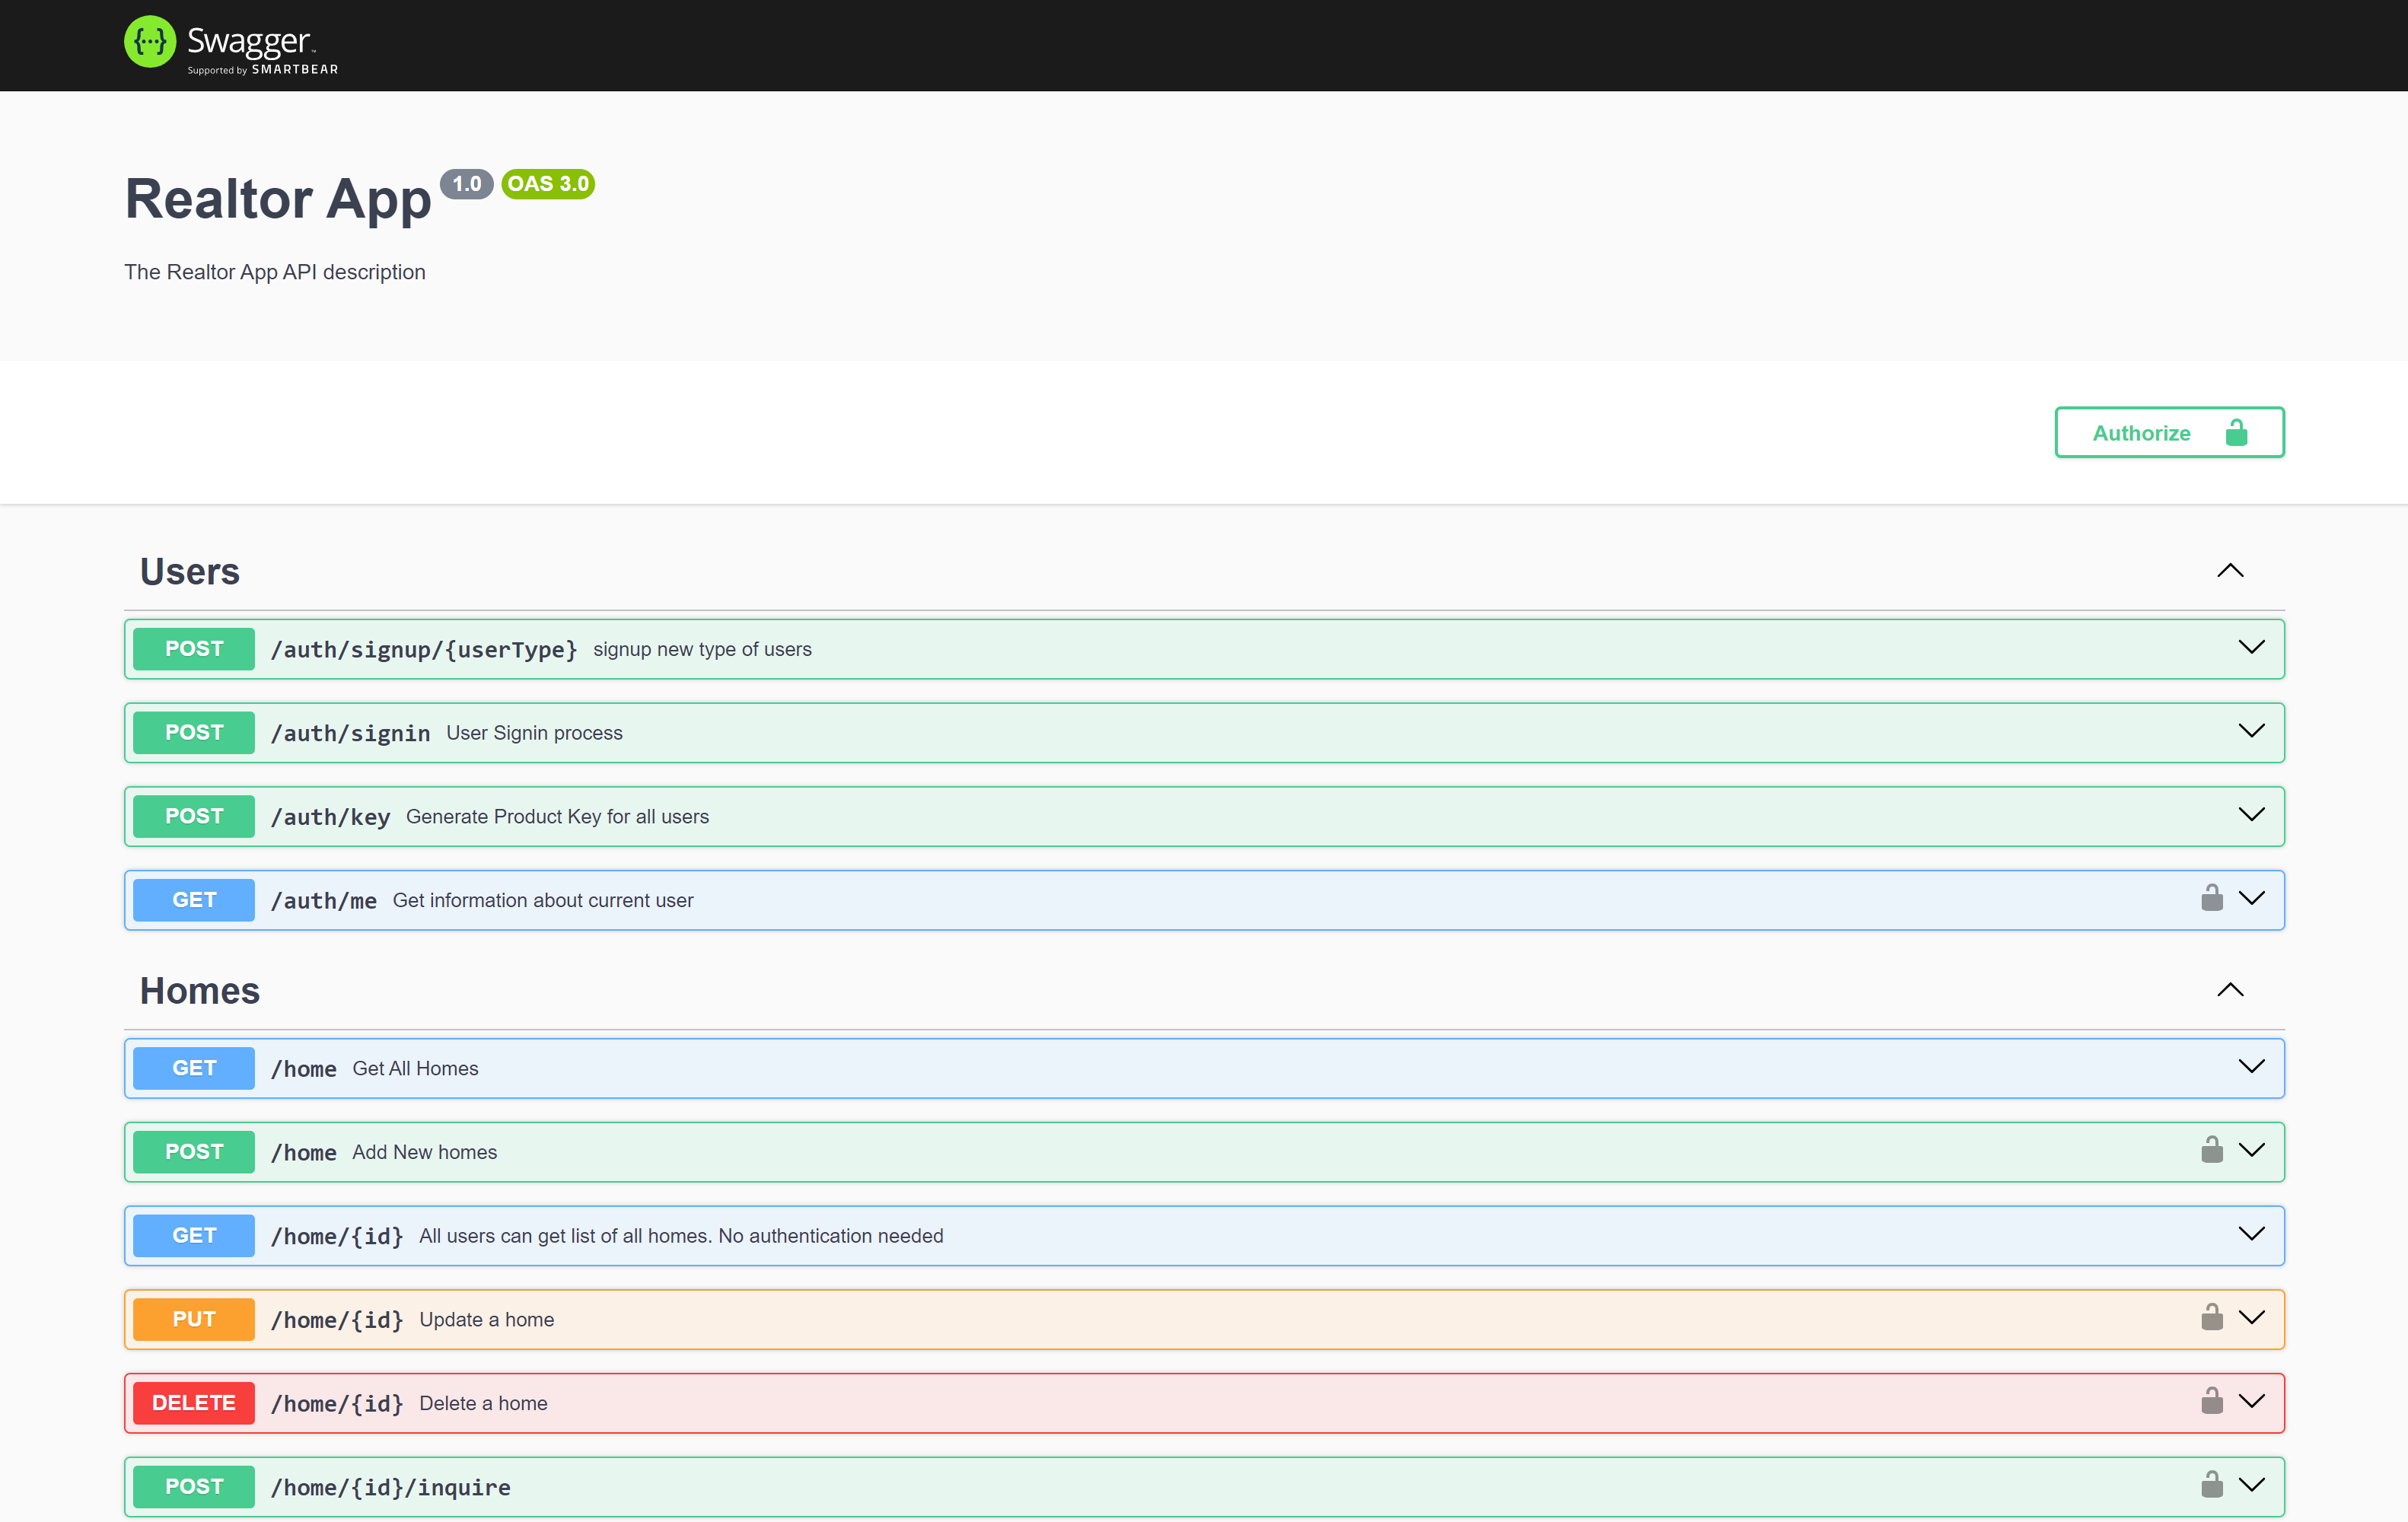 {···} Swagger™
Supported by SMARTBEAR
Realtor App 1.0 OAS 3.0
The Realtor App API description
Authorize
Users
POST /auth/signup/{userType} signup new type of users
POST /auth/signin User Signin process
POST /auth/key Generate Product Key for all users
GET /auth/me Get information about current user
Homes
GET /home Get All Homes
POST /home Add New homes
GET /home/{id} All users can get list of all homes. No authentication needed
PUT /home/{id} Update a home
DELETE /home/{id} Delete a home
POST /home/{id}/inquire